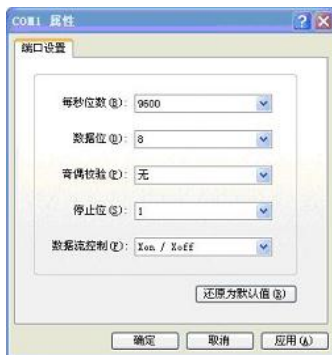 COM1 属性
端口设置
每秒位数(B): 9600
数据位(D): 8
奇偶校验(P): 无
停止位(S): 1
数据流控制(F): Xon / Xoff
还原为默认值(R)
确定 取消 应用(A)